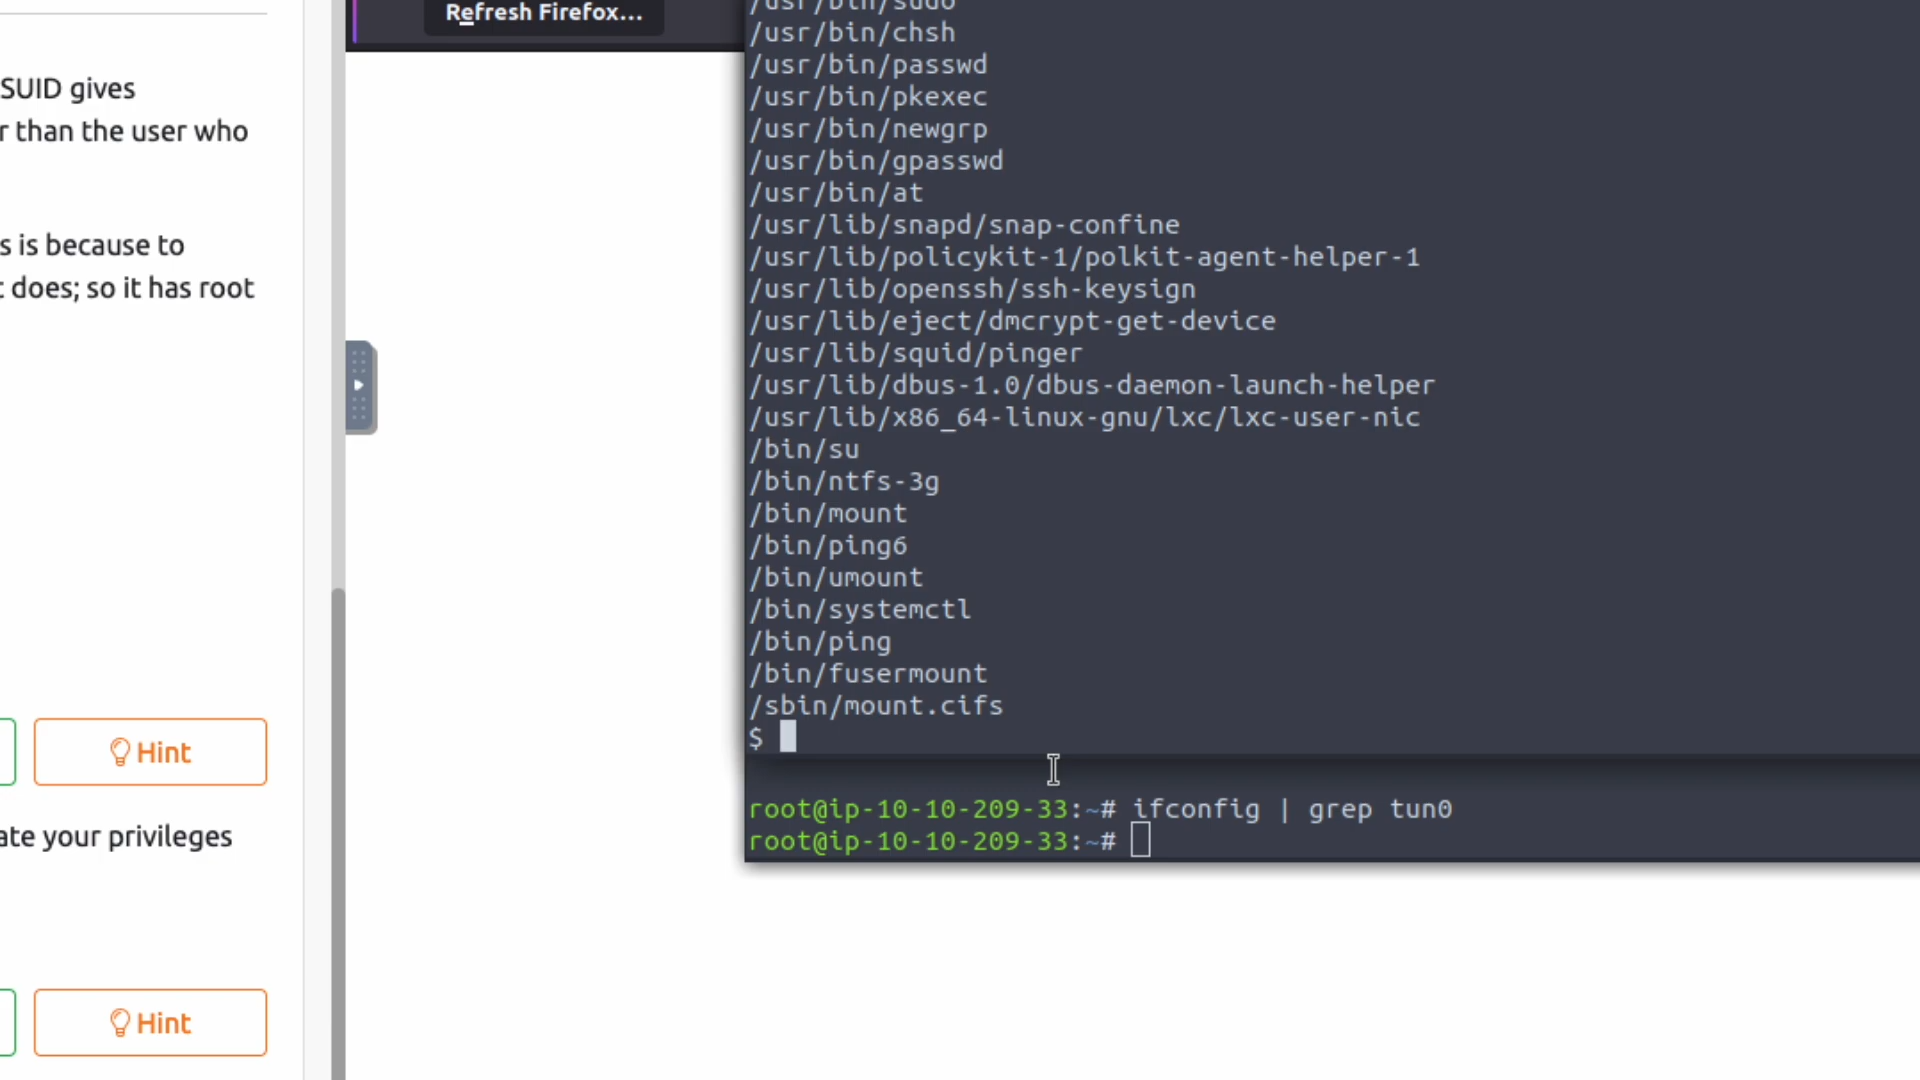 SUID gives
r than the user who
s is because to
t does; so it has root
Hint
ate your privileges
Hint
Refresh Firefox...
/usr/bin/sudo
/usr/bin/chsh
/usr/bin/passwd
/usr/bin/pkexec
/usr/bin/newgrp
/usr/bin/gpasswd
/usr/bin/at
/usr/lib/snapd/snap-confine
/usr/lib/policykit-1/polkit-agent-helper-1
/usr/lib/openssh/ssh-keysign
/usr/lib/eject/dmcrypt-get-device
/usr/lib/squid/pinger
/usr/lib/dbus-1.0/dbus-daemon-launch-helper
/usr/lib/x86_64-linux-gnu/lxc/lxc-user-nic
/bin/su
/bin/ntfs-3g
/bin/mount
/bin/ping6
/bin/umount
/bin/systemctl
/bin/ping
/bin/fusermount
/sbin/mount.cifs
$
root@ip-10-10-209-33:~# ifconfig | grep tun0
root@ip-10-10-209-33:~#